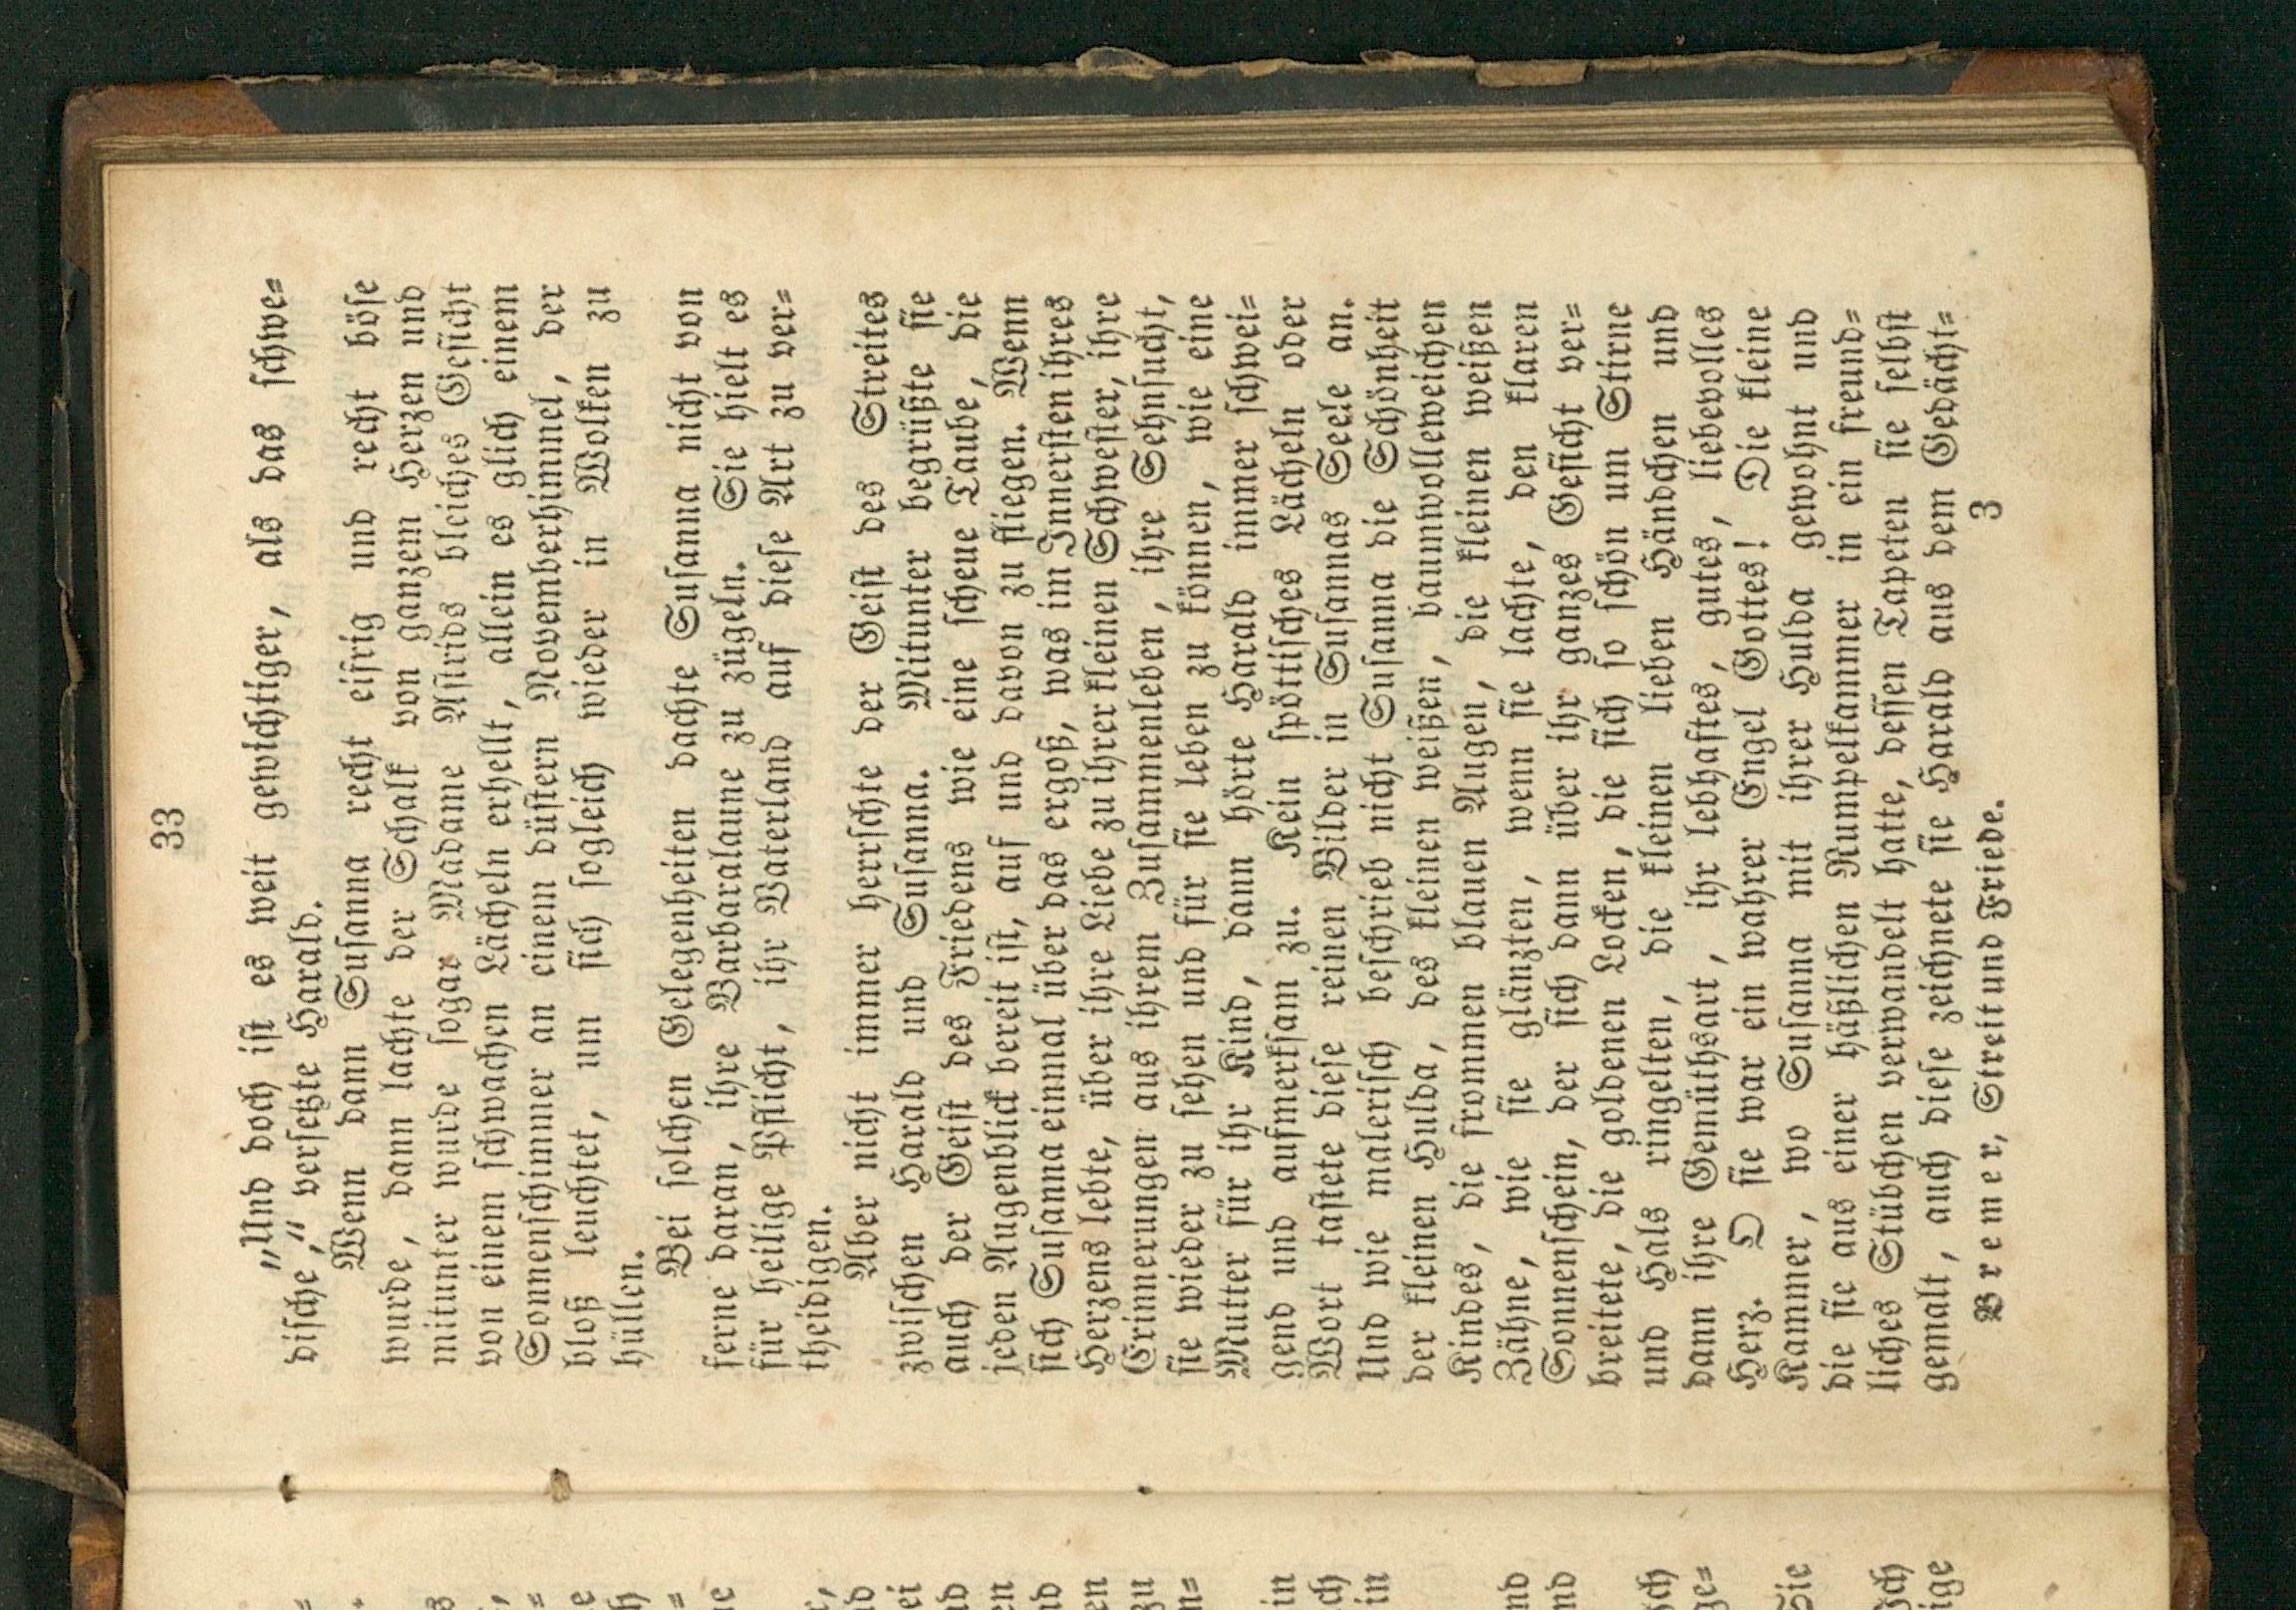 33
„Und doch ist es weit gewichtiger, als das schwe=
dische,“ versetzte Harald.
Wenn dann Susanna recht eifrig und recht böse
wurde, dann lachte der Schalk von ganzem Herzen und
mitunter wurde sogar Madame Astrids bleiches Gesicht
von einem schwachen Lächeln erhellt, allein es glich einem
Sonnenschimmer an einem düstern Novemberhimmel, der
bloß leuchtet, um sich sogleich wieder in Wolken zu
hüllen.
Bei solchen Gelegenheiten dachte Susanna nicht von
ferne daran, ihre Barbaralaune zu zügeln. Sie hielt es
für heilige Pflicht, ihr Vaterland auf diese Art zu ver=
theidigen.
Aber nicht immer herrschte der Geist des Streites
zwischen Harald und Susanna. Mitunter begrüßte sie
auch der Geist des Friedens wie eine scheue Taube, die
jeden Augenblick bereit ist, auf und davon zu fliegen. Wenn
sich Susanna einmal über das ergoß, was im Innersten ihres
Herzens lebte, über ihre Liebe zu ihrer kleinen Schwester, ihre
Erinnerungen aus ihrem Zusammenleben, ihre Sehnsucht,
sie wieder zu sehen und für sie leben zu können, wie eine
Mutter für ihr Kind, dann hörte Harald immer schwei=
gend und aufmerksam zu. Kein spöttisches Lächeln oder
Wort tastete diese reinen Bilder in Susannas Seele an.
Und wie malerisch beschrieb nicht Susanna die Schönheit
der kleinen Hulda, des kleinen weißen, baumwolleweichen
Kindes, die frommen blauen Augen, die kleinen weißen
Zähne, wie sie glänzten, wenn sie lachte, den klaren
Sonnenschein, der sich dann über ihr ganzes Gesicht ver=
breitete, die goldenen Locken, die sich so schön um Stirne
und Hals ringelten, die kleinen lieben Händchen und
dann ihre Gemüthsart, ihr lebhaftes, gutes, liebevolles
Herz. O sie war ein wahrer Engel Gottes! Die kleine
Kammer, wo Susanna mit ihrer Hulda gewohnt und
die sie aus einer häßlichen Rumpelkammer in ein freund=
liches Stübchen verwandelt hatte, dessen Tapeten sie selbst
gemalt, auch diese zeichnete sie Harald aus dem Gedächt=
Bremer, Streit und Friede. 3